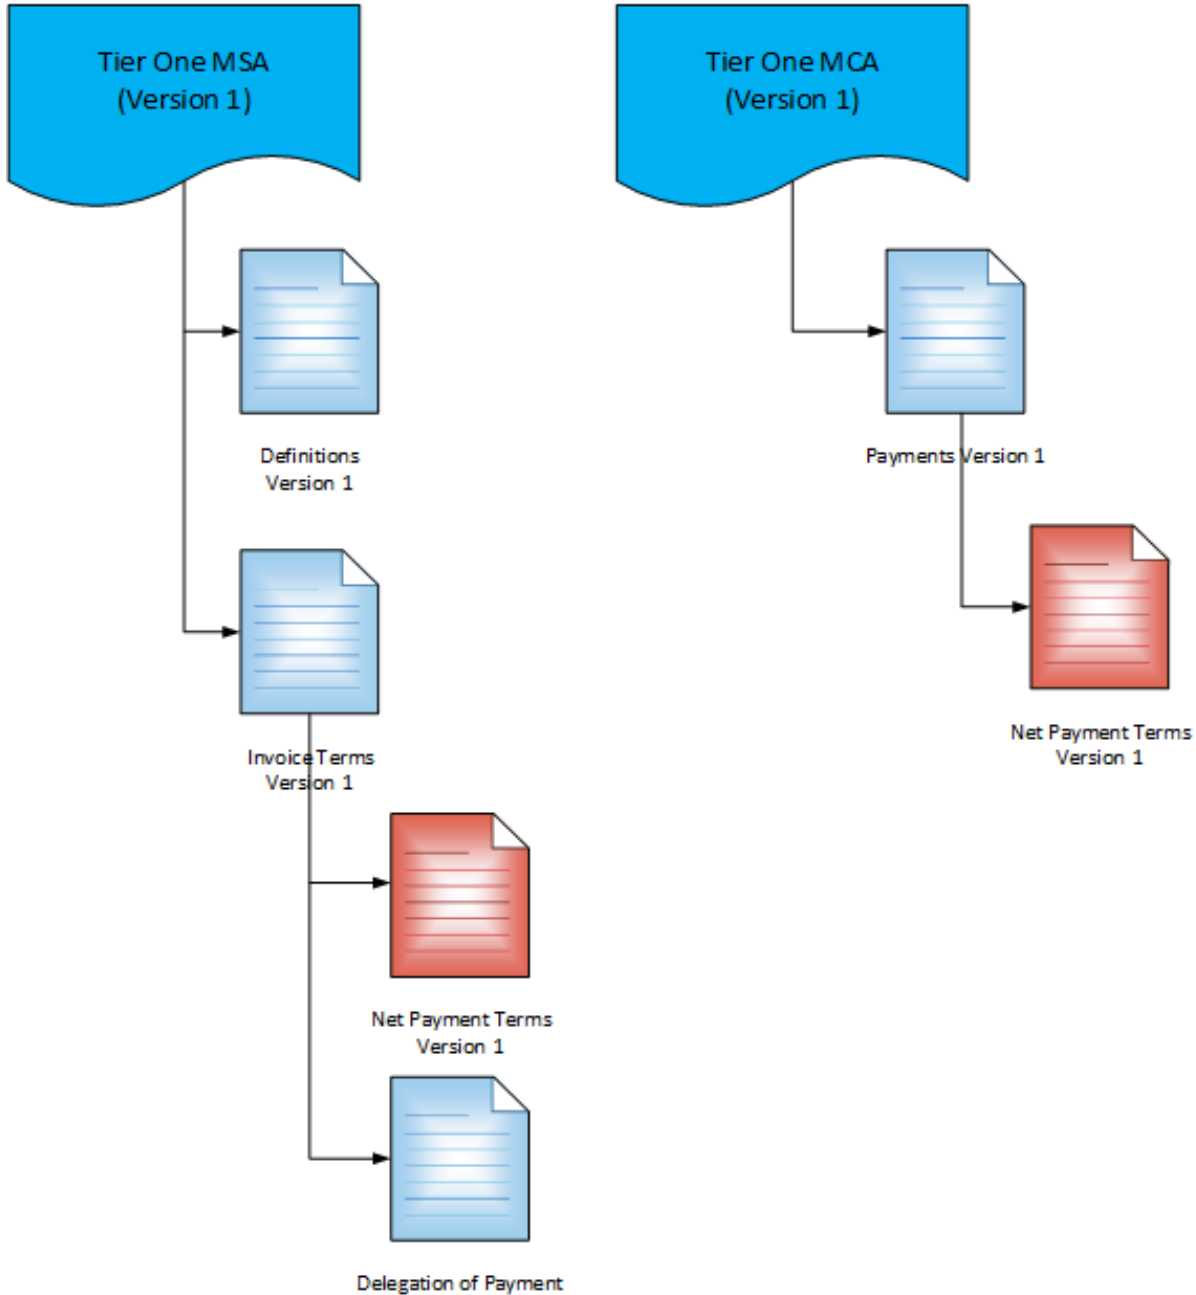 Tier One MSA
(Version 1)
Tier One MCA
(Version 1)
Definitions
Version 1
Payments Version 1
Invoice Terms
Version 1
Net Payment Terms
Version 1
Net Payment Terms
Version 1
Delegation of Payment